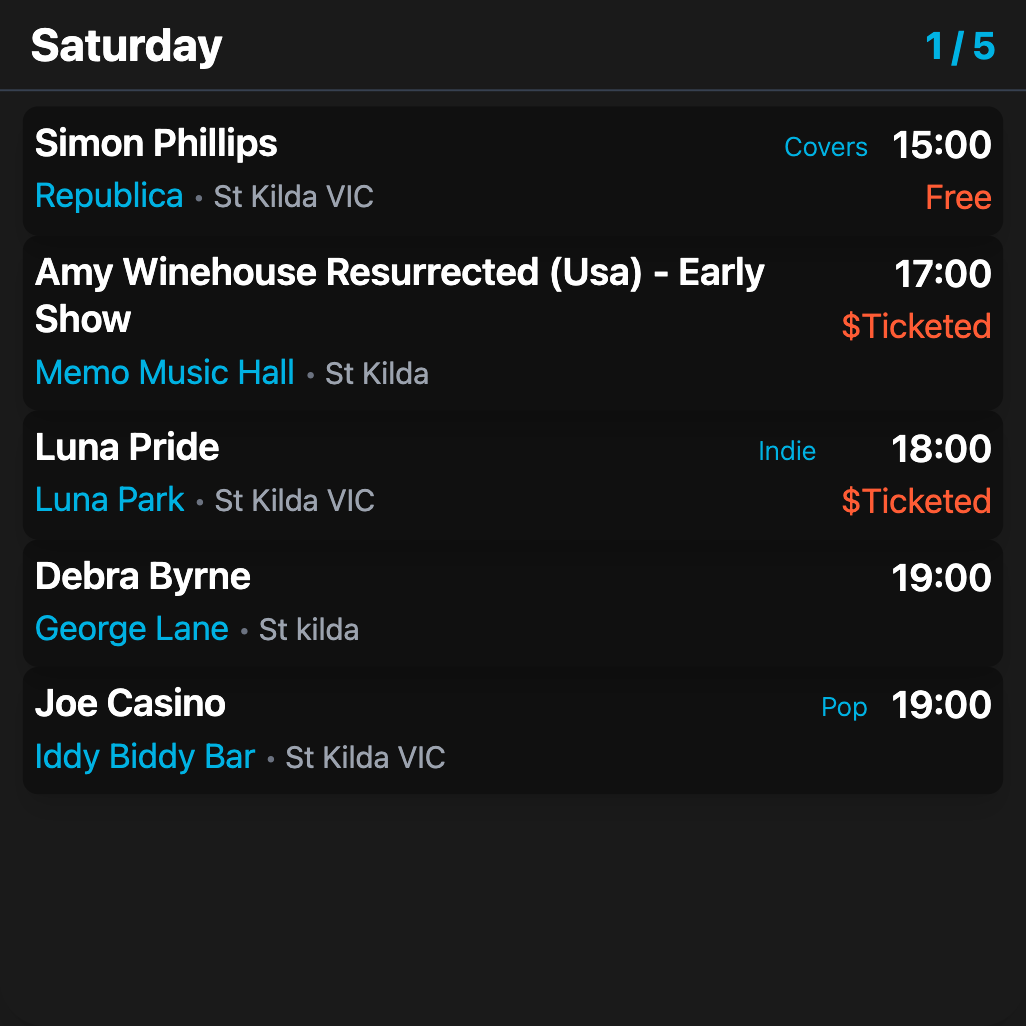 Saturday 1 / 5
Simon Phillips Covers 15:00
Republica • St Kilda VIC Free
Amy Winehouse Resurrected (Usa) - Early 17:00
Show $Ticketed
Memo Music Hall • St Kilda
Luna Pride Indie 18:00
Luna Park • St Kilda VIC $Ticketed
Debra Byrne 19:00
George Lane • St kilda
Joe Casino Pop 19:00
Iddy Biddy Bar • St Kilda VIC